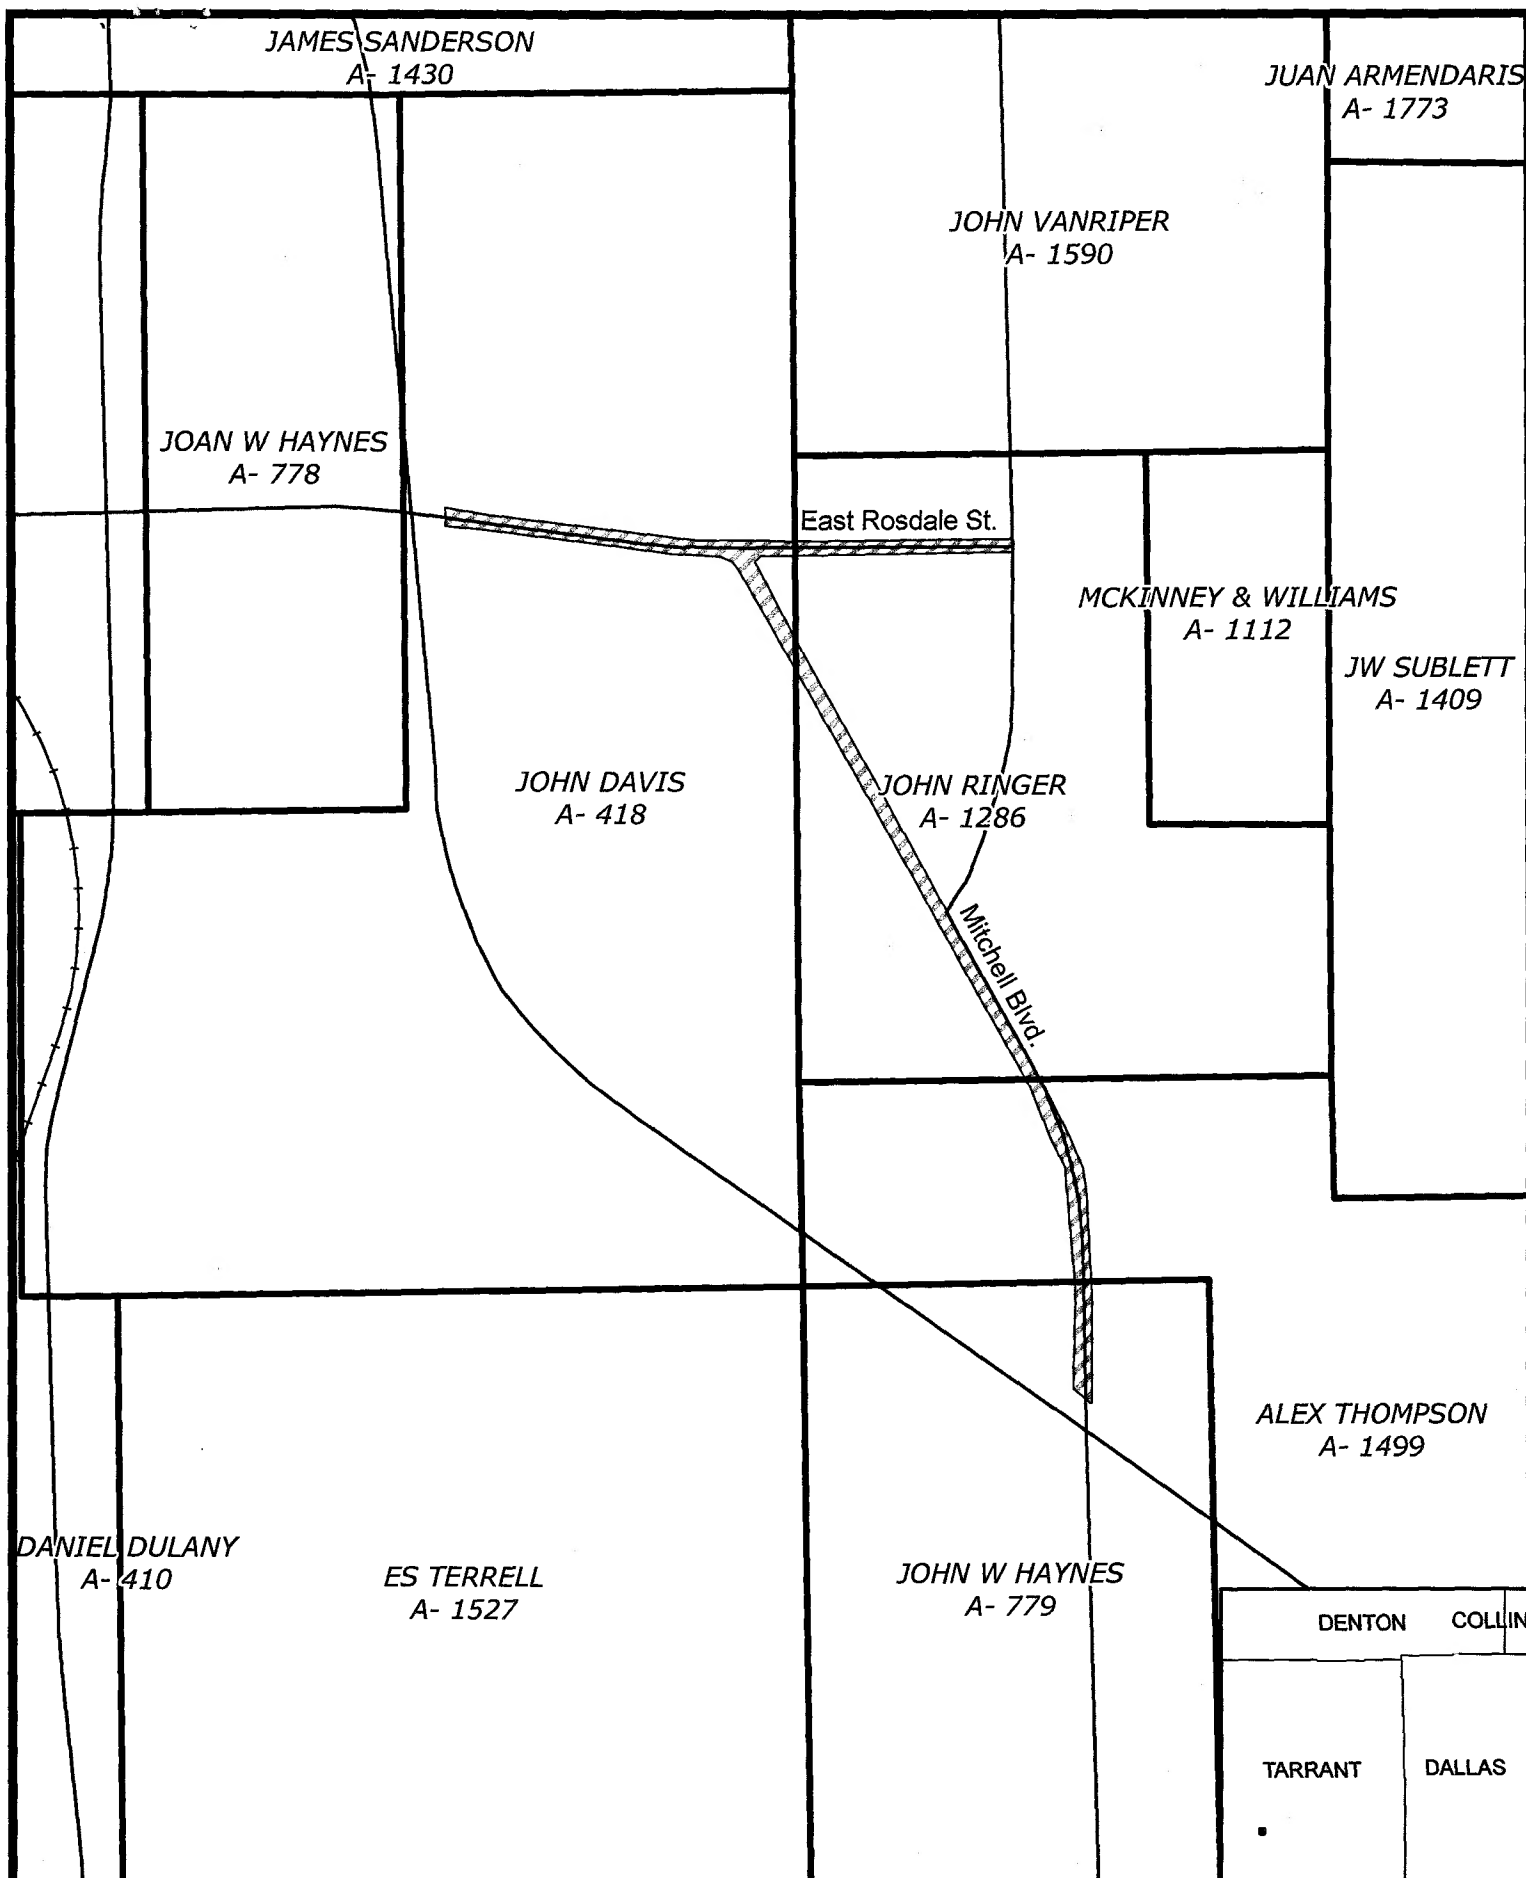 JAMES SANDERSON
A- 1430
JUAN ARMENDARIS
A- 1773
JOHN VANRIPER
A- 1590
JOAN W HAYNES
A- 778
East Rosdale St.
MCKINNEY & WILLIAMS
A- 1112
JW SUBLETT
A- 1409
JOHN DAVIS
A- 418
JOHN RINGER
A- 1286
Mitchell Blvd.
ALEX THOMPSON
A- 1499
DANIEL DULANY
A- 410
ES TERRELL
A- 1527
JOHN W HAYNES
A- 779
DENTON
COLLIN
TARRANT
DALLAS